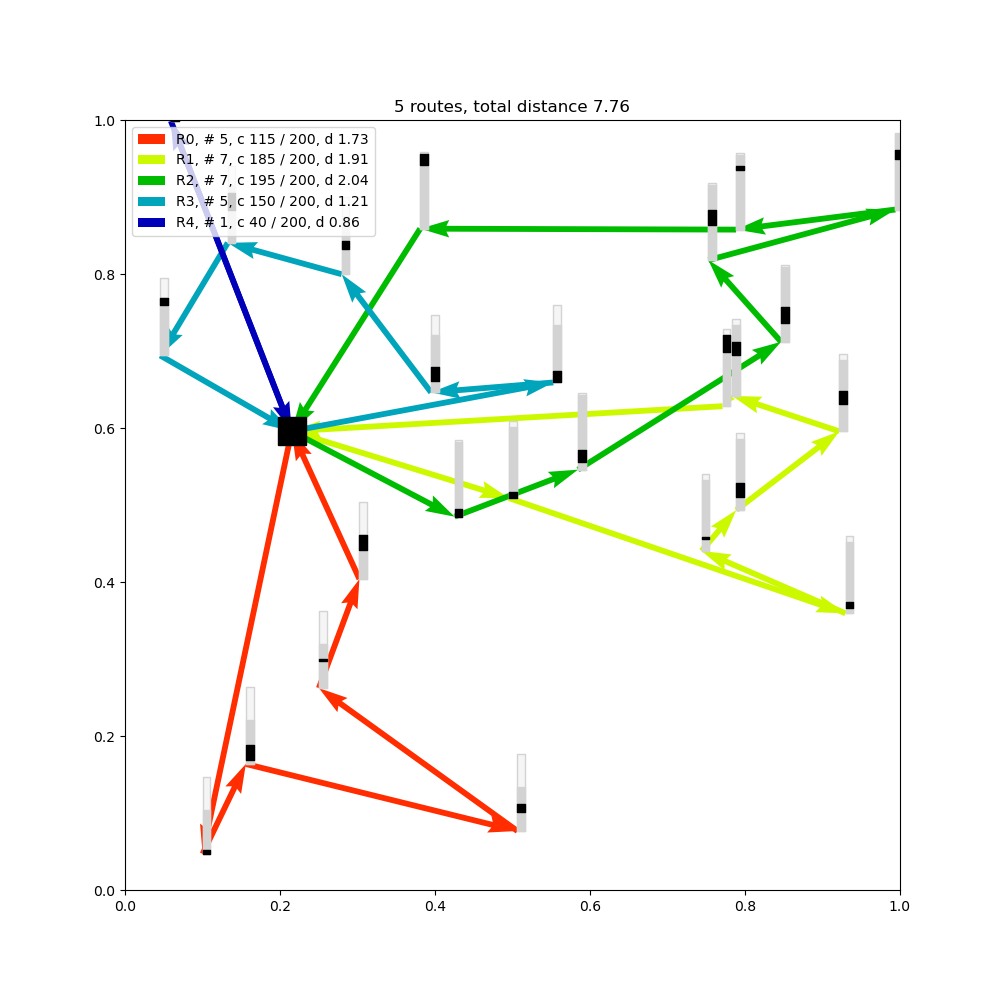 5 routes, total distance 7.76
1.0
0.8
0.6
0.4
0.2
0.0
R0, # 5, c 115 / 200, d 1.73
R1, # 7, c 185 / 200, d 1.91
R2, # 7, c 195 / 200, d 2.04
R3, # 5, c 150 / 200, d 1.21
R4, # 1, c 40 / 200, d 0.86
0.0 0.2 0.4 0.6 0.8 1.0